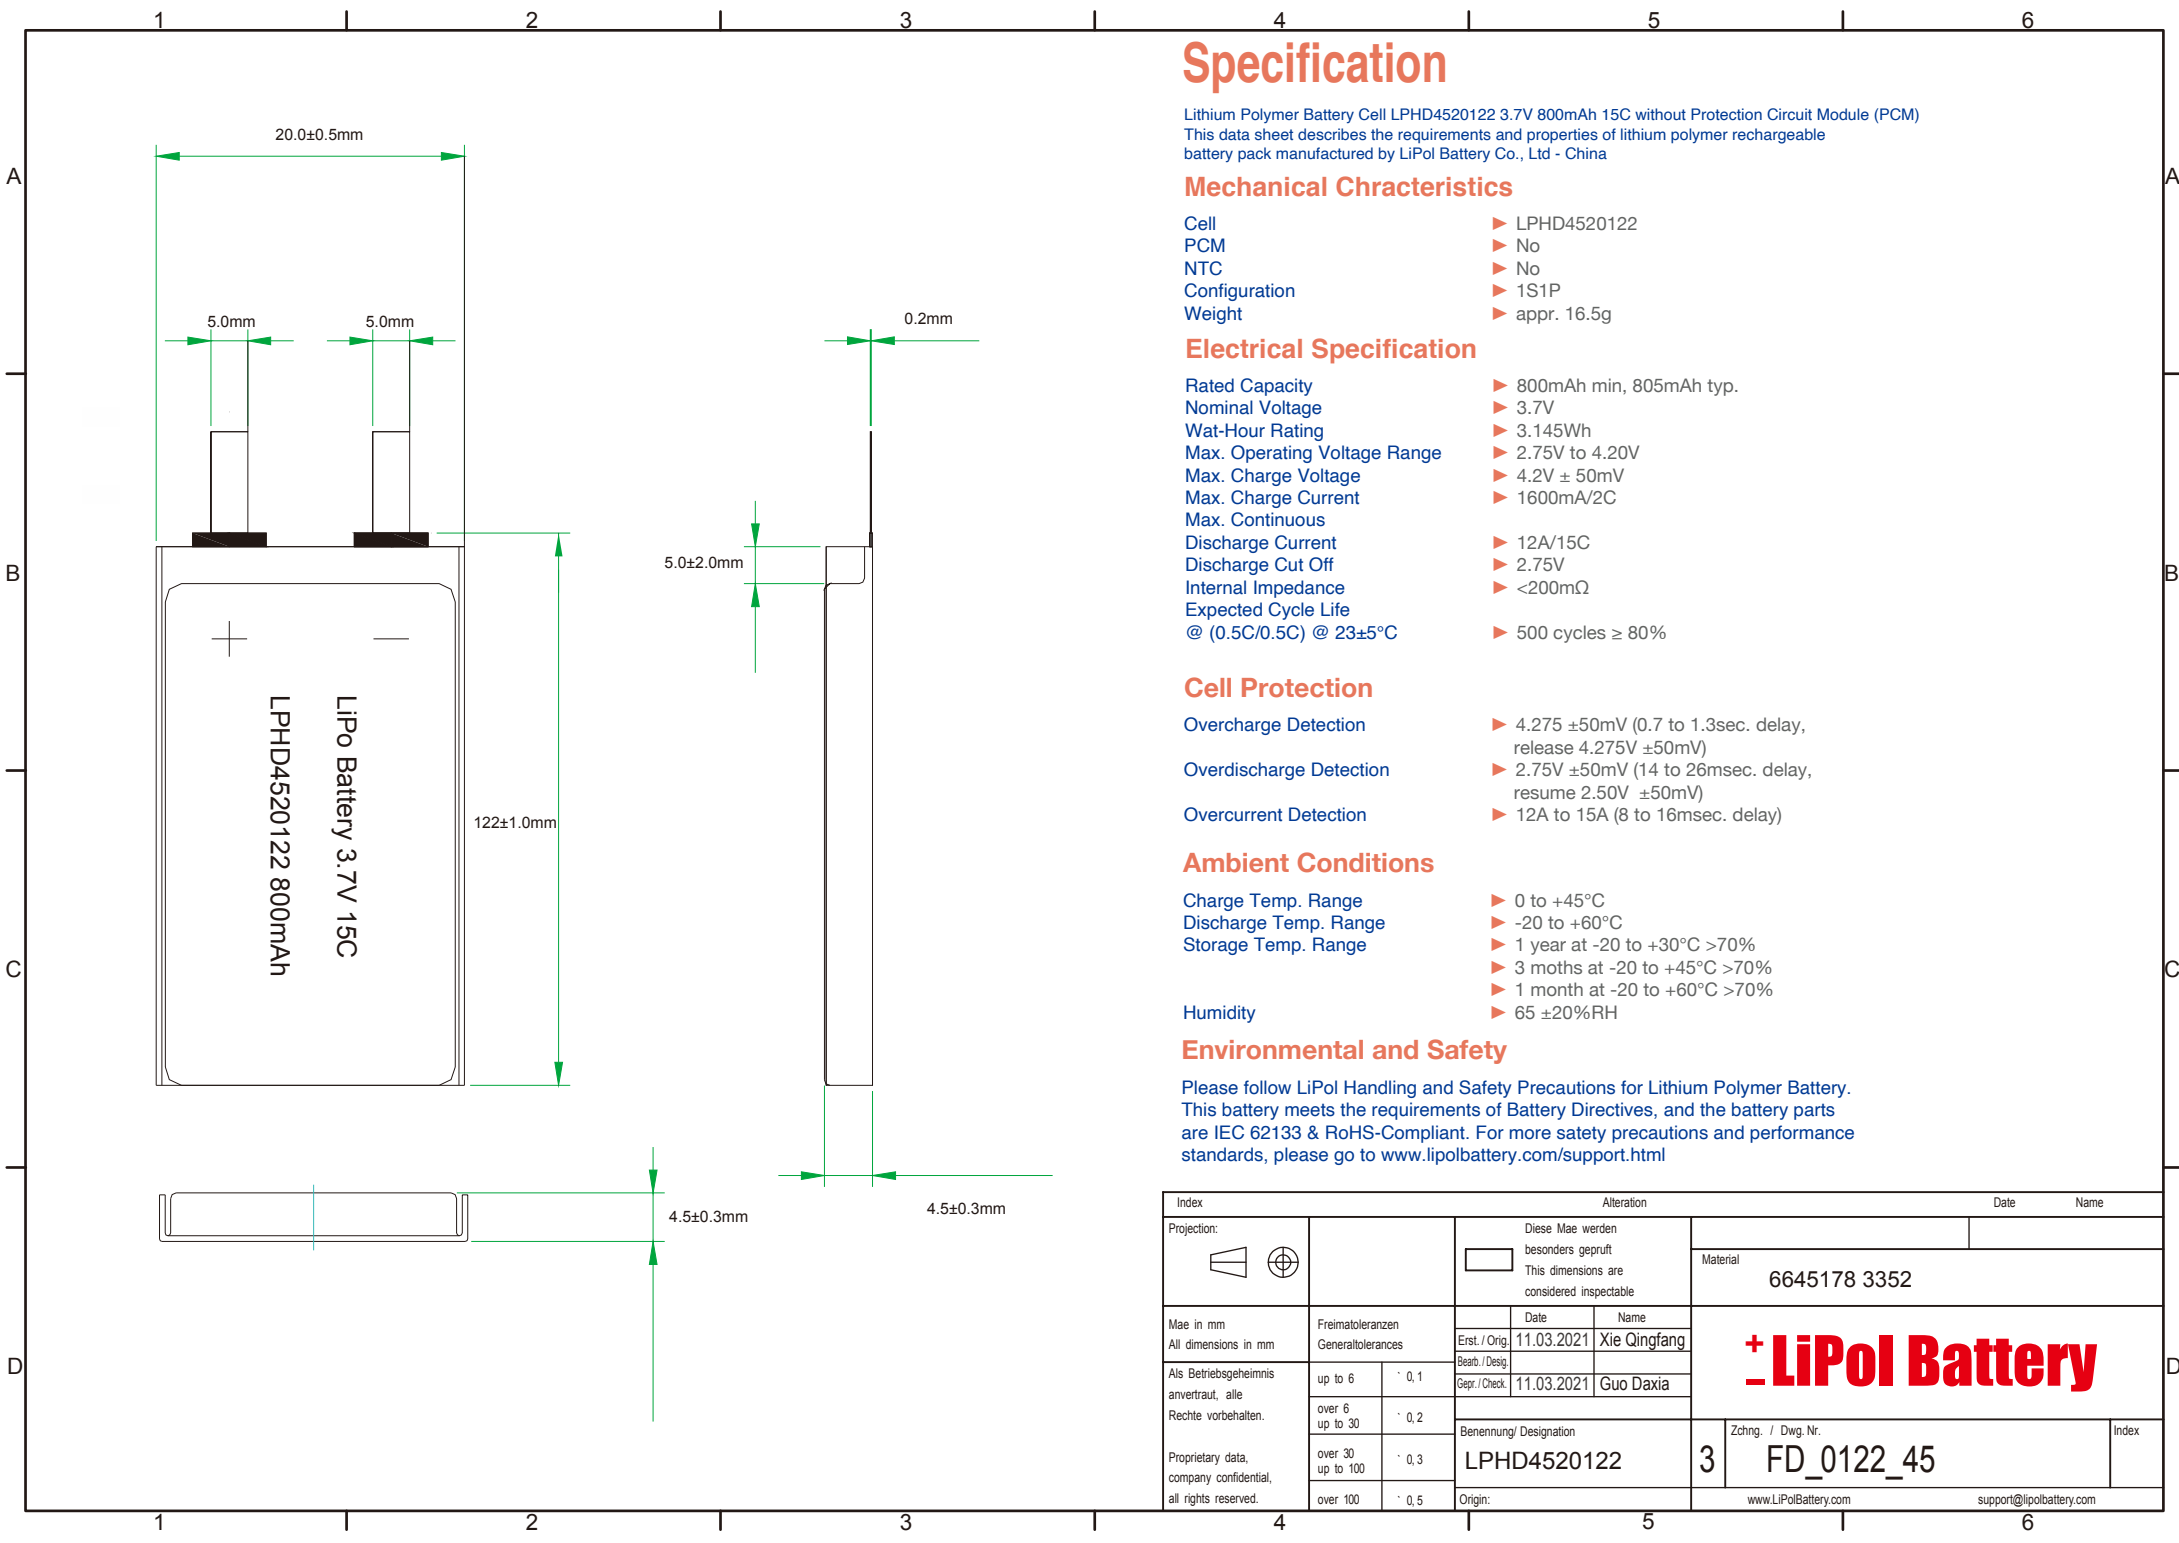 1 2 3 4 5 6
Specification
Lithium Polymer Battery Cell LPHD4520122 3.7V 800mAh 15C without Protection Circuit Module (PCM)
This data sheet describes the requirements and properties of lithium polymer rechargeable
battery pack manufactured by LiPol Battery Co., Ltd - China
A A
B B
C C
D D
20.0±0.5mm
5.0mm 5.0mm
0.2mm
5.0±2.0mm
+ —
LiPo Battery 3.7V 15C
LPHD4520122 800mAh
122±1.0mm
4.5±0.3mm
4.5±0.3mm
Mechanical Chracteristics
Cell ► LPHD4520122
PCM ► No
NTC ► No
Configuration ► 1S1P
Weight ► appr. 16.5g
Electrical Specification
Rated Capacity ► 800mAh min, 805mAh typ.
Nominal Voltage ► 3.7V
Wat-Hour Rating ► 3.145Wh
Max. Operating Voltage Range ► 2.75V to 4.20V
Max. Charge Voltage ► 4.2V ± 50mV
Max. Charge Current ► 1600mA/2C
Max. Continuous
Discharge Current ► 12A/15C
Discharge Cut Off ► 2.75V
Internal Impedance ► <200mΩ
Expected Cycle Life
@ (0.5C/0.5C) @ 23±5°C ► 500 cycles ≥ 80%
Cell Protection
Overcharge Detection ► 4.275 ±50mV (0.7 to 1.3sec. delay,
release 4.275V ±50mV)
Overdischarge Detection ► 2.75V ±50mV (14 to 26msec. delay,
resume 2.50V ±50mV)
Overcurrent Detection ► 12A to 15A (8 to 16msec. delay)
Ambient Conditions
Charge Temp. Range ► 0 to +45°C
Discharge Temp. Range ► -20 to +60°C
Storage Temp. Range ► 1 year at -20 to +30°C >70%
► 3 moths at -20 to +45°C >70%
► 1 month at -20 to +60°C >70%
Humidity ► 65 ±20%RH
Environmental and Safety
Please follow LiPol Handling and Safety Precautions for Lithium Polymer Battery.
This battery meets the requirements of Battery Directives, and the battery parts
are IEC 62133 & RoHS-Compliant. For more satety precautions and performance
standards, please go to www.lipolbattery.com/support.html
Index Alteration Date Name
Projection:
Diese Mae werden
besonders gepruft
This dimensions are
considered inspectable
Material
6645178 3352
Mae in mm
All dimensions in mm
Freimatoleranzen
Generaltolerances
Date Name
Erst. / Orig. 11.03.2021 Xie Qingfang
Bearb. / Desig.
Gepr. / Check. 11.03.2021 Guo Daxia
+
− LiPol Battery
Als Betriebsgeheimnis
anvertraut, alle
Rechte vorbehalten.
Proprietary data,
company confidential,
all rights reserved.
up to 6 ` 0, 1
over 6
up to 30 ` 0, 2
over 30
up to 100 ` 0, 3
over 100 ` 0, 5
Benennung/ Designation
LPHD4520122
Origin:
3
Zchng. / Dwg. Nr.
FD_0122_45
Index
www.LiPolBattery.com support@lipolbattery.com
1 2 3 4 5 6